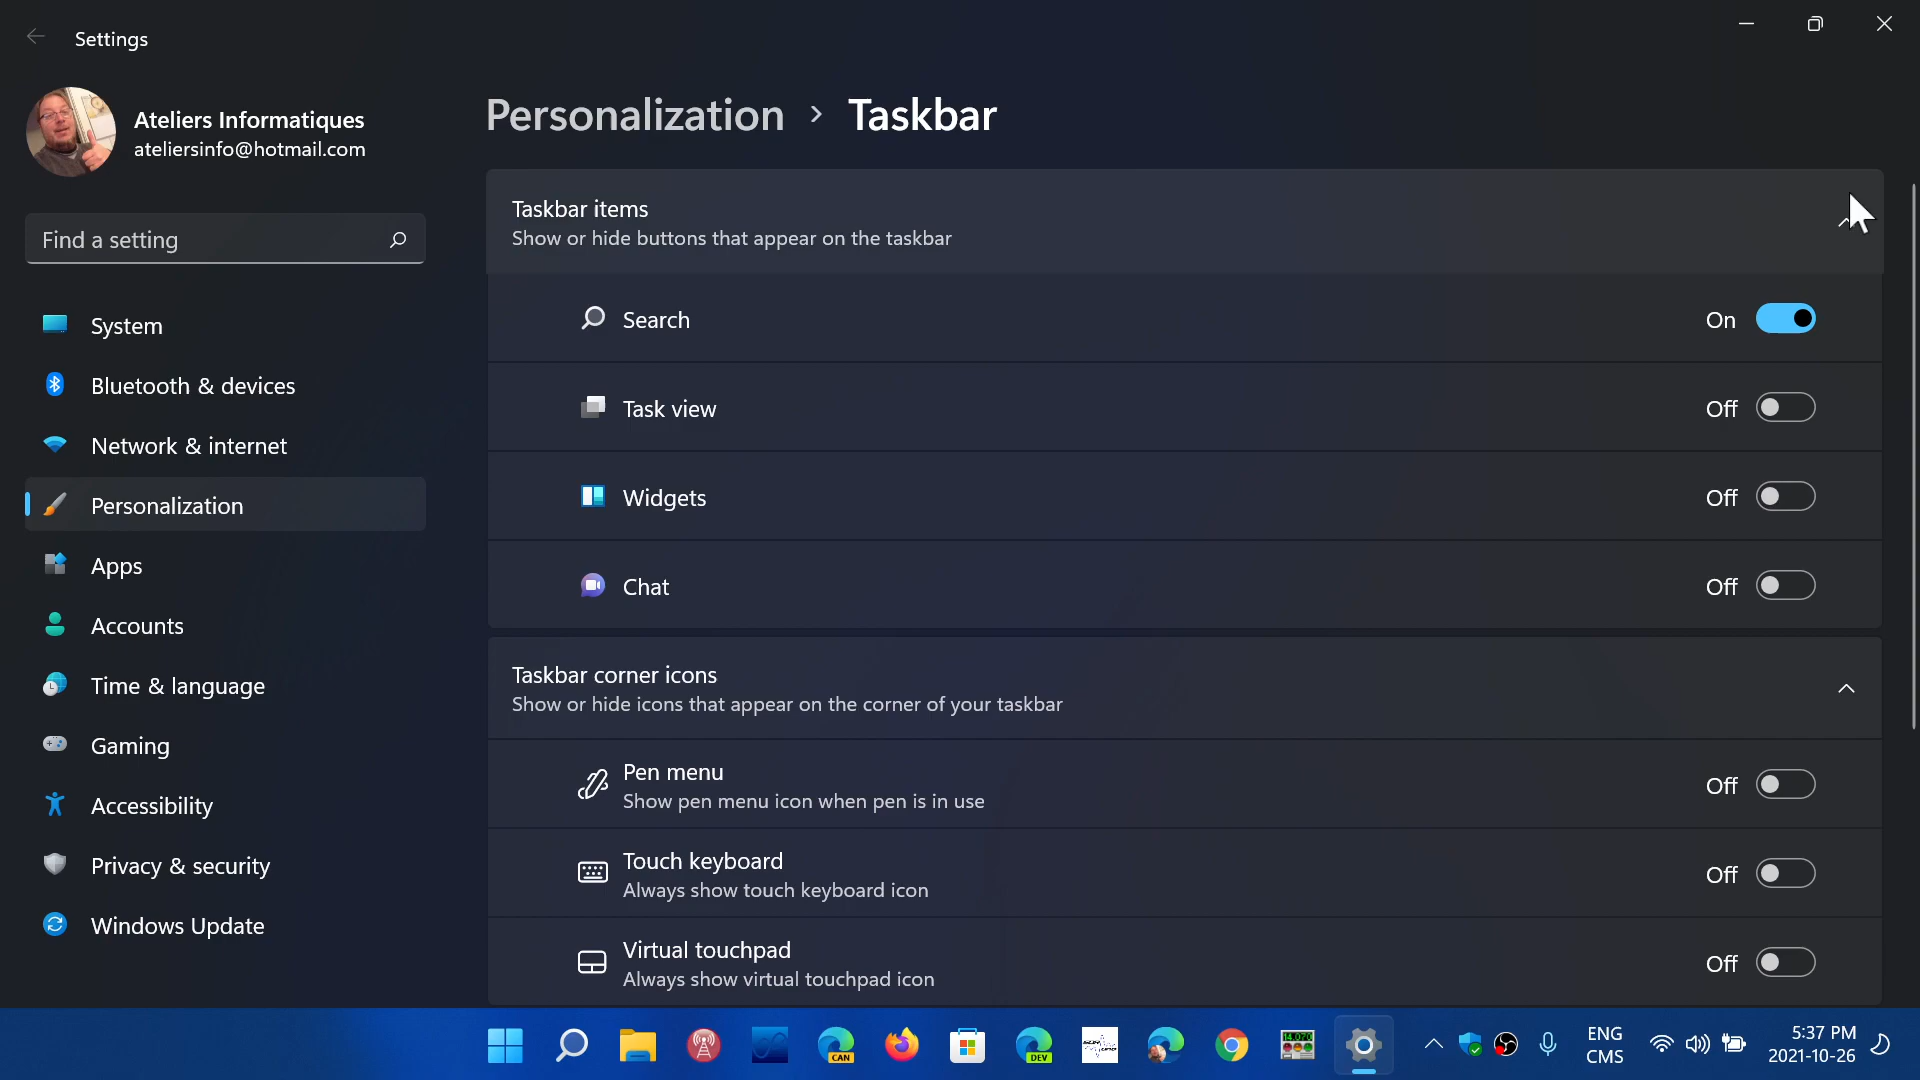 Settings
Ateliers Informatiques
ateliersinfo@hotmail.com
Find a setting
System
Bluetooth & devices
Network & internet
Personalization
Apps
Accounts
Time & language
Gaming
Accessibility
Privacy & security
Windows Update
Personalization > Taskbar
Taskbar items
Show or hide buttons that appear on the taskbar
Search On
Task view Off
Widgets Off
Chat Off
Taskbar corner icons
Show or hide icons that appear on the corner of your taskbar
Pen menu
Show pen menu icon when pen is in use
Off
Touch keyboard
Always show touch keyboard icon
Off
Virtual touchpad
Always show virtual touchpad icon
Off
CAN
DEV
14.070
ENG
CMS
5:37 PM
2021-10-26